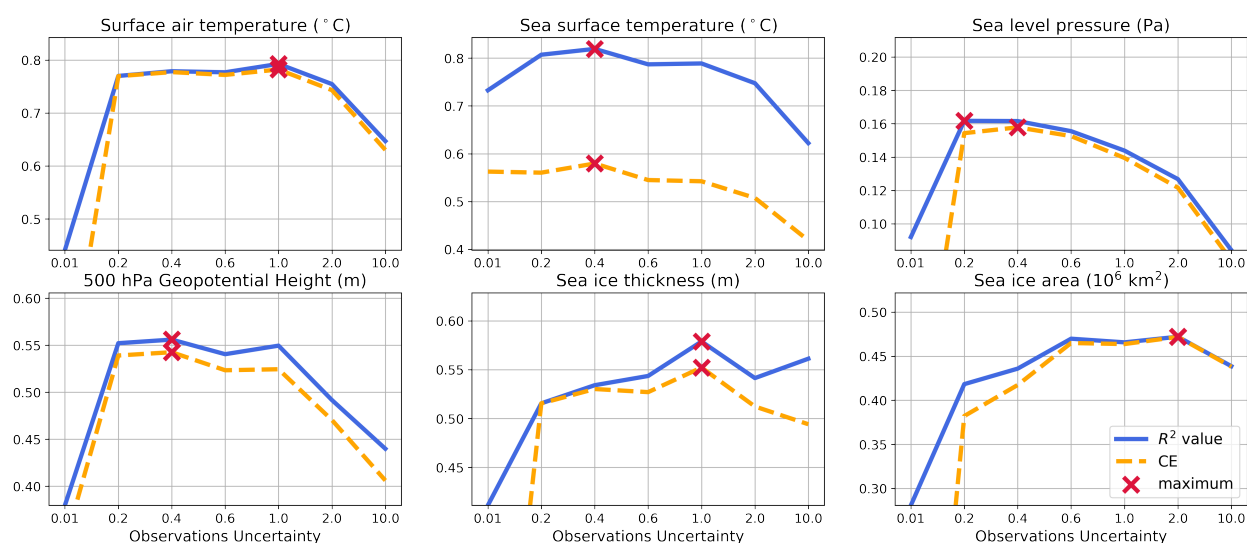 Surface air temperature (°C)
0.8
0.7
0.6
0.5
0.01 0.2 0.4 0.6 1.0 2.0 10.0
Sea surface temperature (°C)
0.8
0.7
0.6
0.5
0.4
0.01 0.2 0.4 0.6 1.0 2.0 10.0
Sea level pressure (Pa)
0.20
0.18
0.16
0.14
0.12
0.10
0.01 0.2 0.4 0.6 1.0 2.0 10.0
500 hPa Geopotential Height (m)
0.60
0.55
0.50
0.45
0.40
0.01 0.2 0.4 0.6 1.0 2.0 10.0
Observations Uncertainty
Sea ice thickness (m)
0.60
0.55
0.50
0.45
0.01 0.2 0.4 0.6 1.0 2.0 10.0
Observations Uncertainty
Sea ice area (10⁶ km²)
0.50
0.45
0.40
0.35
0.30
R² value
CE
maximum
0.01 0.2 0.4 0.6 1.0 2.0 10.0
Observations Uncertainty